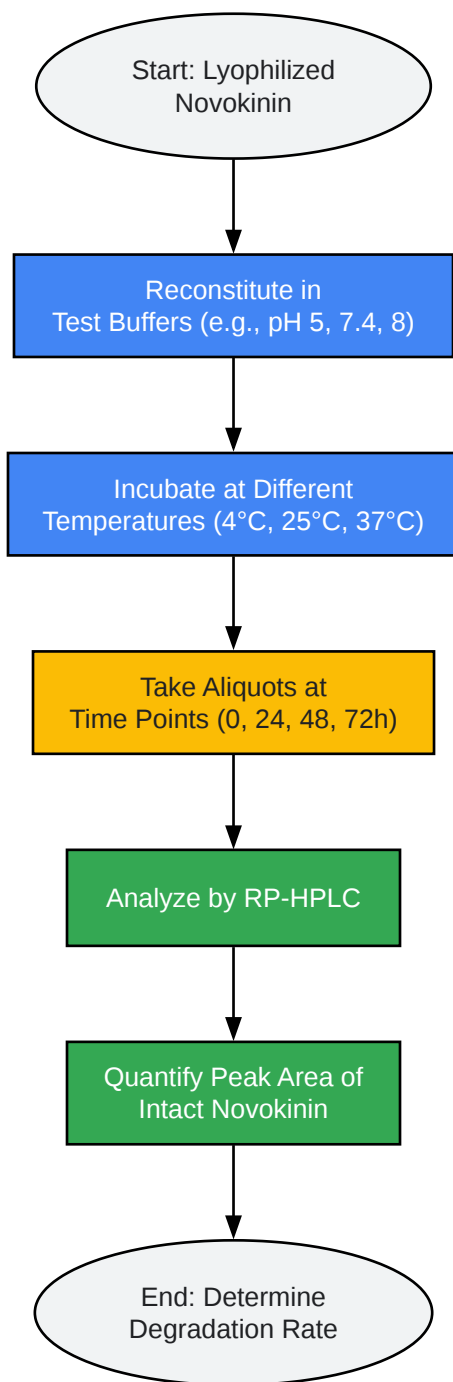 Start: Lyophilized
Novokinin
Reconstitute in
Test Buffers (e.g., pH 5, 7.4, 8)
Incubate at Different
Temperatures (4°C, 25°C, 37°C)
Take Aliquots at
Time Points (0, 24, 48, 72h)
Analyze by RP-HPLC
Quantify Peak Area of
Intact Novokinin
End: Determine
Degradation Rate